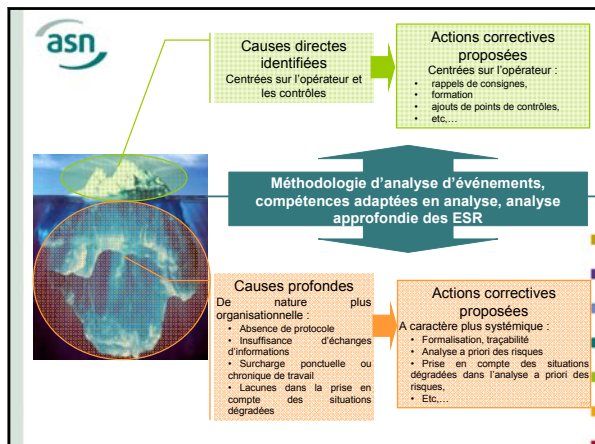 asn
Causes directes
identifiées
Centrées sur l'opérateur et
les contrôles
Actions correctives
proposées
Centrées sur l'opérateur :
• rappels de consignes,
• formation
• ajouts de points de contrôles,
• etc,…
Méthodologie d'analyse d'événements,
compétences adaptées en analyse, analyse
approfondie des ESR
Causes profondes
De nature plus
organisationnelle :
• Absence de protocole
• Insuffisance d'échanges
d'informations
• Surcharge ponctuelle ou
chronique de travail
• Lacunes dans la prise en
compte des situations
dégradées
Actions correctives
proposées
A caractère plus systémique :
• Formalisation, traçabilité
• Analyse a priori des risques
• Prise en compte des situations
dégradées dans l'analyse a priori des
risques,
• Etc,…